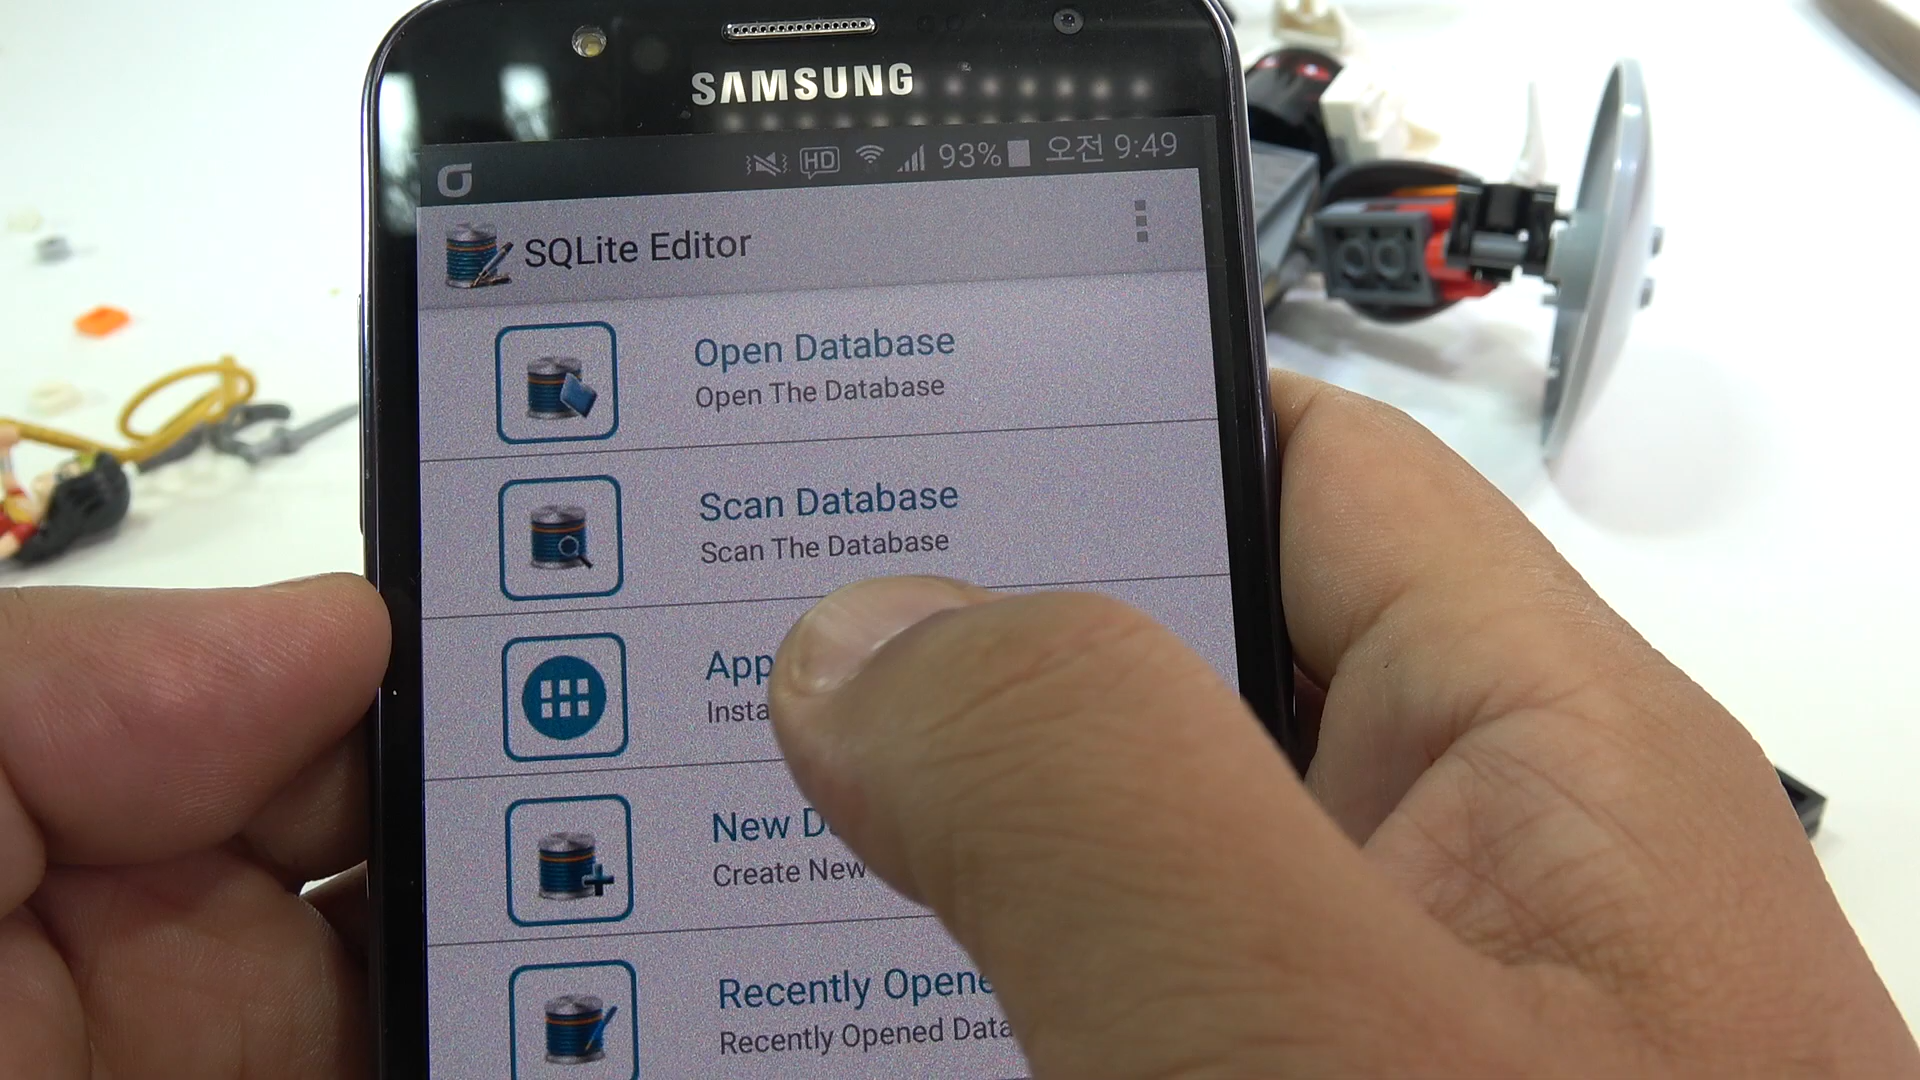 SAMSUNG
HD 93% 오전 9:49
SQLite Editor
Open Database
Open The Database
Scan Database
Scan The Database
App
Insta
New D
Create New
Recently Opene
Recently Opened Data